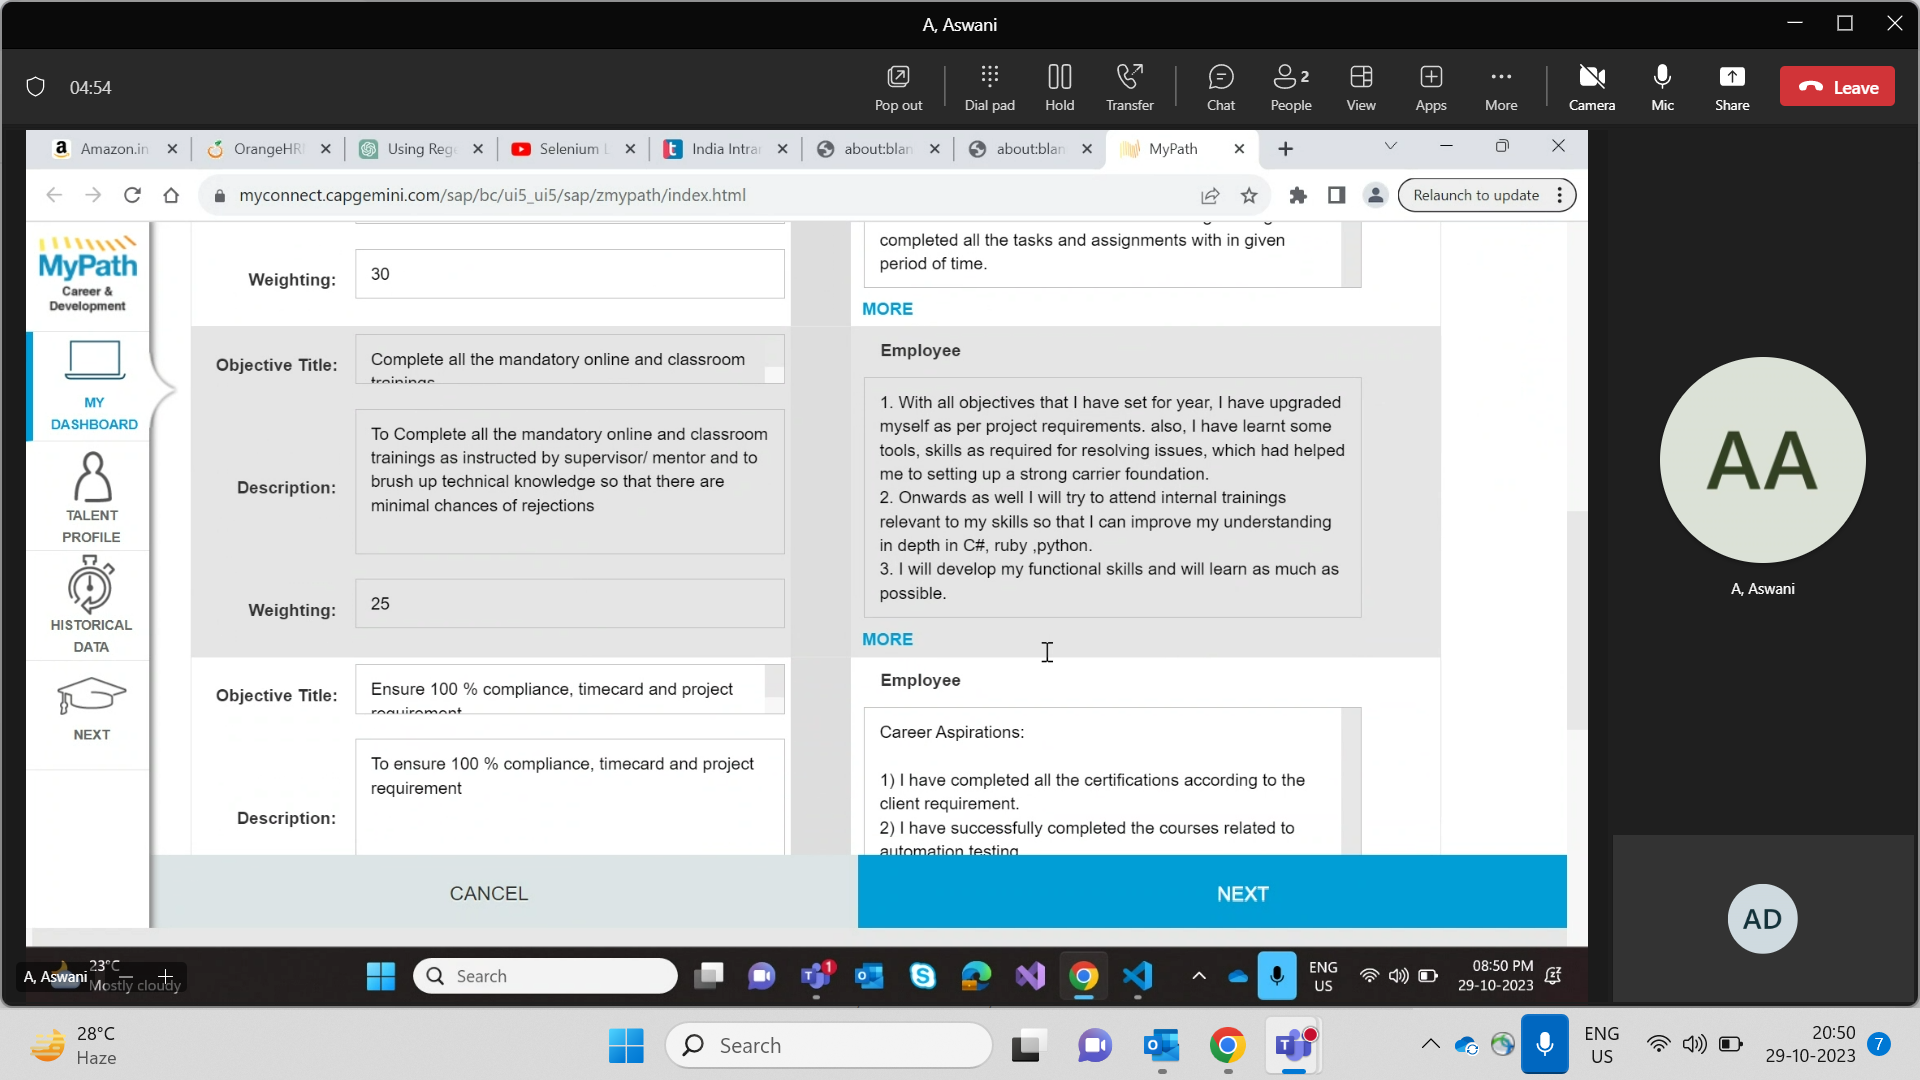 A, Aswani
04:54
Pop out
Dial pad
Hold
Transfer
Chat
2
People
View
Apps
More
Camera
Mic
Share
Leave
a Amazon.in
OrangeHR
Using Reg
Selenium
India Intra
about:blan
about:blan
MyPath
myconnect.capgemini.com/sap/bc/ui5_ui5/sap/zmypath/index.html
Relaunch to update
MyPath
Career &
Development
MY
DASHBOARD
TALENT
PROFILE
HISTORICAL
DATA
NEXT
Weighting:
30
completed all the tasks and assignments with in given
period of time.
MORE
Objective Title:
Complete all the mandatory online and classroom
trainings
Description:
To Complete all the mandatory online and classroom
trainings as instructed by supervisor/ mentor and to
brush up technical knowledge so that there are
minimal chances of rejections
Weighting:
25
Employee
1. With all objectives that I have set for year, I have upgraded
myself as per project requirements. also, I have learnt some
tools, skills as required for resolving issues, which had helped
me to setting up a strong carrier foundation.
2. Onwards as well I will try to attend internal trainings
relevant to my skills so that I can improve my understanding
in depth in C#, ruby ,python.
3. I will develop my functional skills and will learn as much as
possible.
MORE
Objective Title:
Ensure 100 % compliance, timecard and project
requirement
Description:
To ensure 100 % compliance, timecard and project
requirement
Employee
Career Aspirations:
1) I have completed all the certifications according to the
client requirement.
2) I have successfully completed the courses related to
automation testing
CANCEL
NEXT
AA
A, Aswani
AD
A, Aswani
23°C
Mostly cloudy
Search
1
ENG
US
08:50 PM
29-10-2023
28°C
Haze
Search
ENG
US
20:50
29-10-2023
7